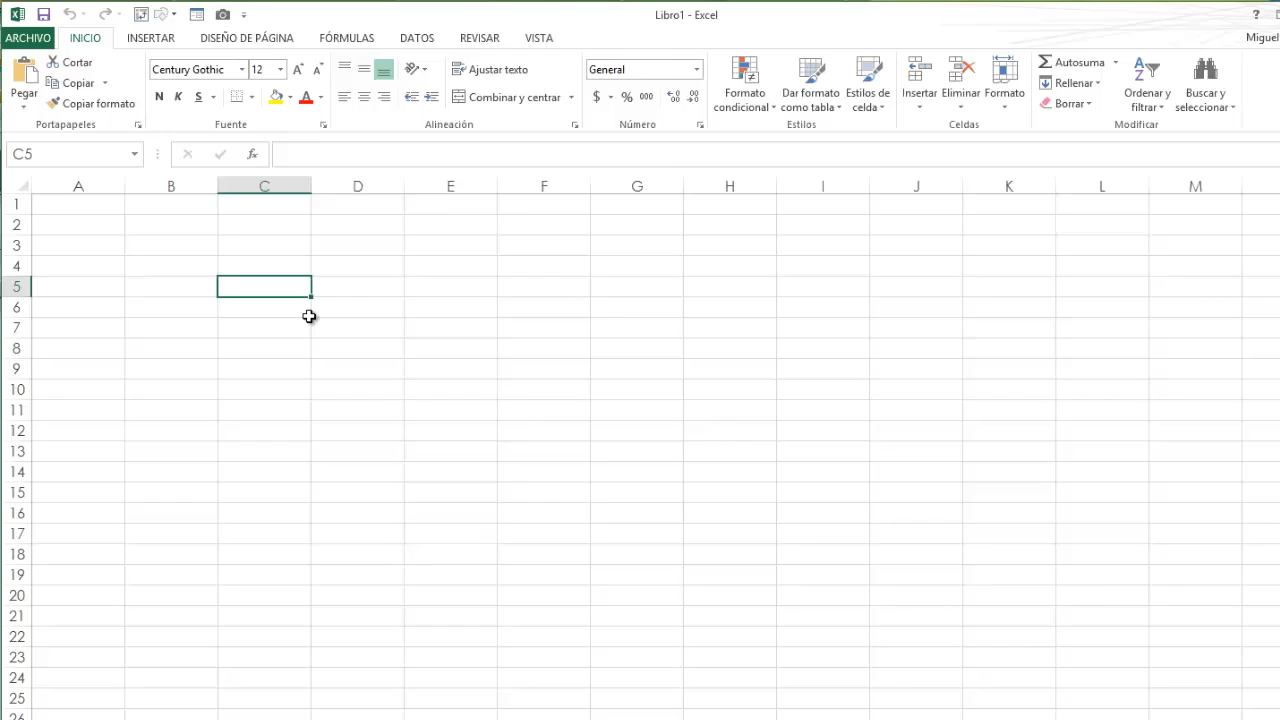 Libro1 - Excel
?
ARCHIVO INICIO INSERTAR DISEÑO DE PÁGINA FÓRMULAS DATOS REVISAR VISTA Miguel
Pegar
Cortar
Copiar
Copiar formato
Portapapeles
Century Gothic 12
N K S
Fuente
Ajustar texto
Combinar y centrar
Alineación
General
$ % 000
Número
Formato condicional
Dar formato como tabla
Estilos de celda
Estilos
Insertar Eliminar Formato
Celdas
Autosuma
Rellenar
Borrar
Ordenar y filtrar
Buscar y seleccionar
Modificar
C5 fx
A B C D E F G H I J K L M
1
2
3
4
5
6
7
8
9
10
11
12
13
14
15
16
17
18
19
20
21
22
23
24
25
26